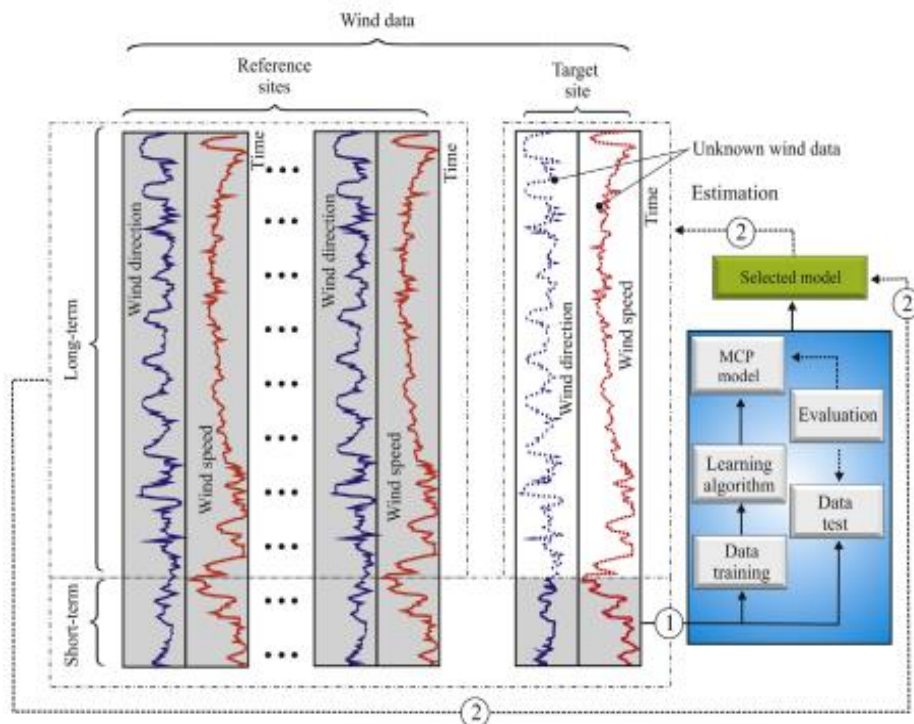 Wind data
Reference
sites
Target
site
Time
Time
Time
Unknown wind data
Estimation
Wind direction
Wind direction
Wind direction
Wind speed
Wind speed
Wind speed
Long-term
Short-term
2
Selected model
2
MCP
model
Evaluation
Learning
algorithm
Data
test
Data
training
1
2